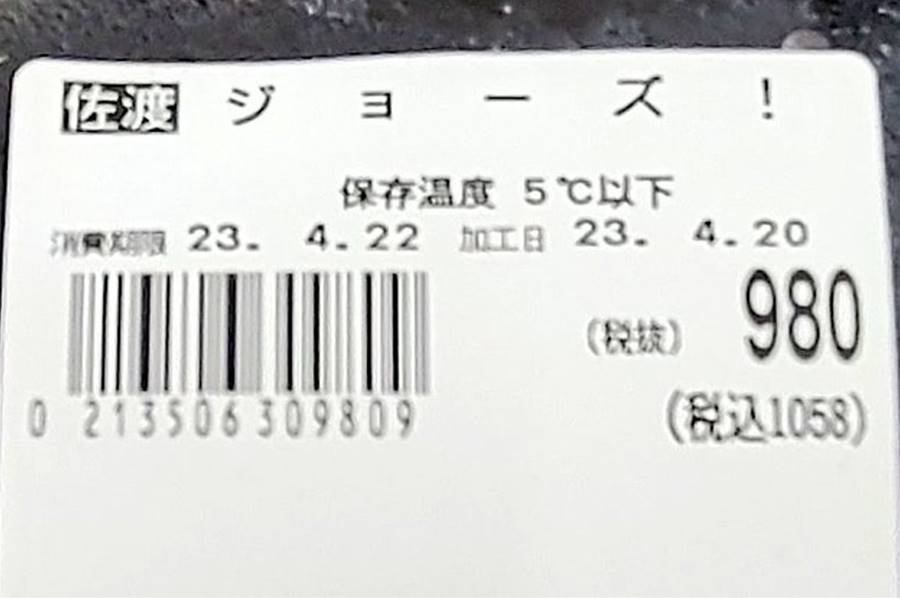 佐渡 ジョーズ!
保存温度 5℃以下
消費期限 23. 4.22 加工日 23. 4.20
(税抜) 980
0 213506 309809
(税込1058)